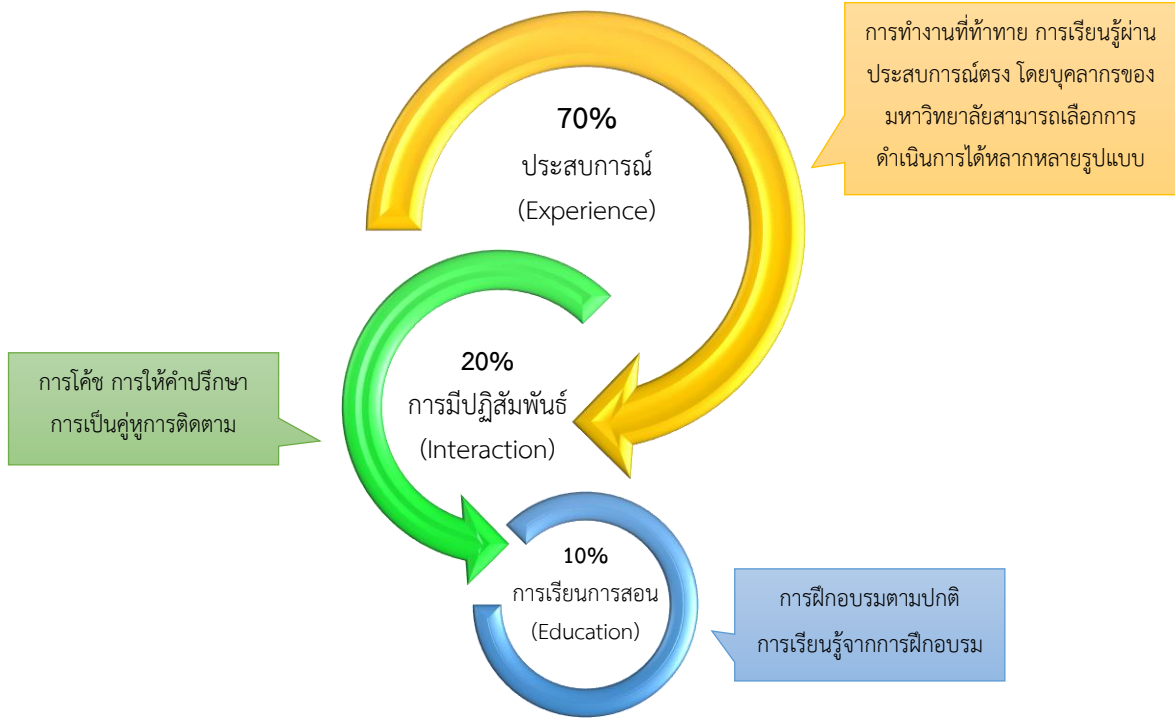 การทำงานที่ท้าทาย การเรียนรู้ผ่าน
ประสบการณ์ตรง โดยบุคลากรของ
มหาวิทยาลัยสามารถเลือกการ
ดำเนินการได้หลากหลายรูปแบบ
70%
ประสบการณ์
(Experience)
20%
การมีปฏิสัมพันธ์
(Interaction)
การโค้ช การให้คำปรึกษา
การเป็นคู่หูการติดตาม
10%
การเรียนการสอน
(Education)
การฝึกอบรมตามปกติ
การเรียนรู้จากการฝึกอบรม